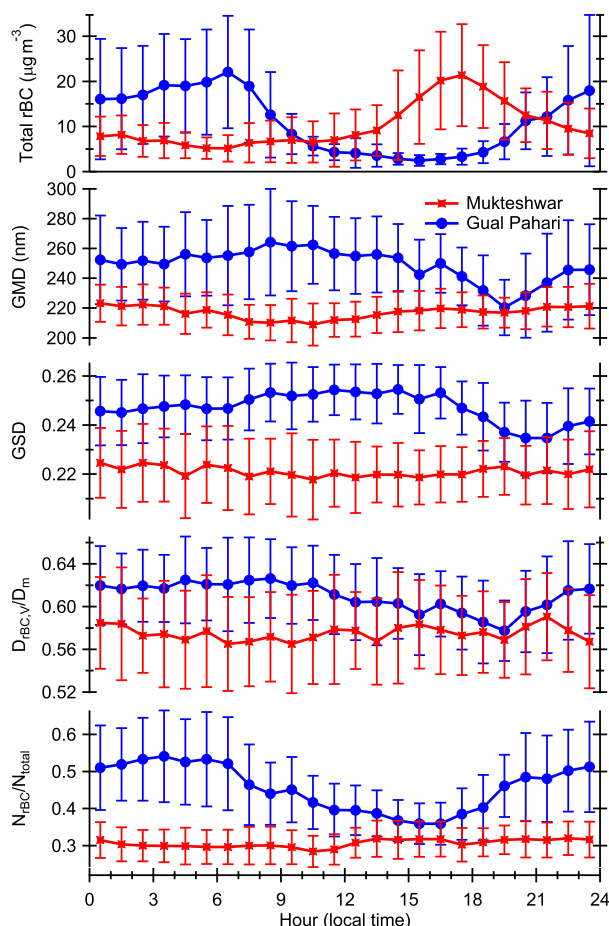 Total rBC (μg m⁻³)
30
20
10
0
GMD (nm)
300
280
260
240
220
200
Mukteshwar
Gual Pahari
GSD
0.26
0.24
0.22
D_rBC,V/D_m
0.64
0.60
0.56
0.52
N_rBC/N_total
0.6
0.5
0.4
0.3
0 3 6 9 12 15 18 21 24
Hour (local time)